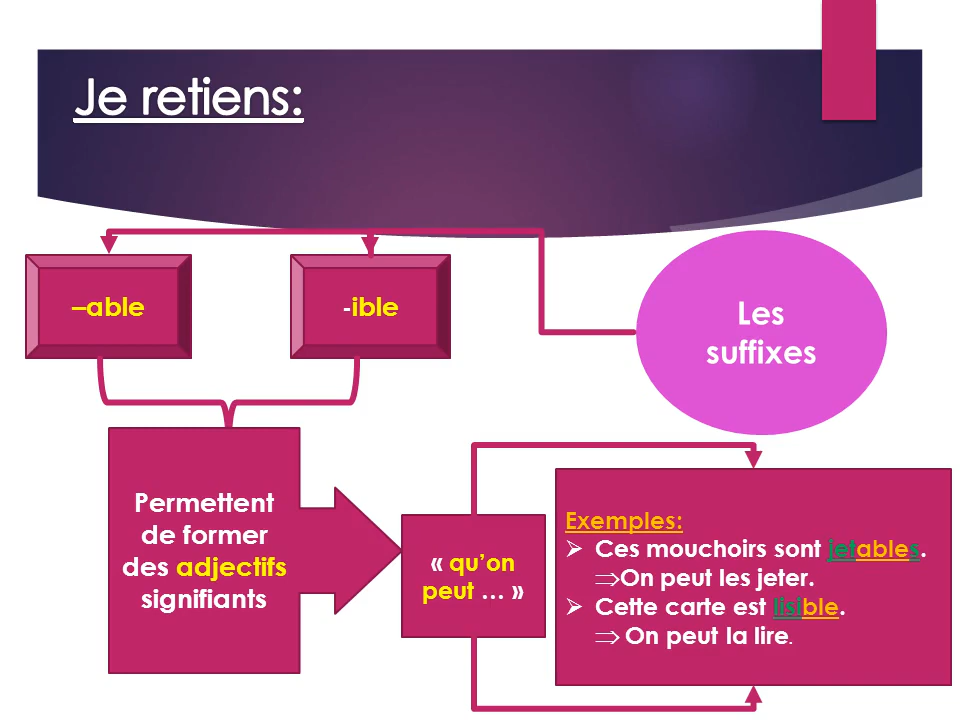 Je retiens:
–able
-ible
Les
suffixes
Permettent
de former
des adjectifs
signifiants
« qu’on
peut ... »
Exemples:
➢ Ces mouchoirs sont jetables.
⇒On peut les jeter.
➢ Cette carte est lisible.
⇒ On peut la lire.